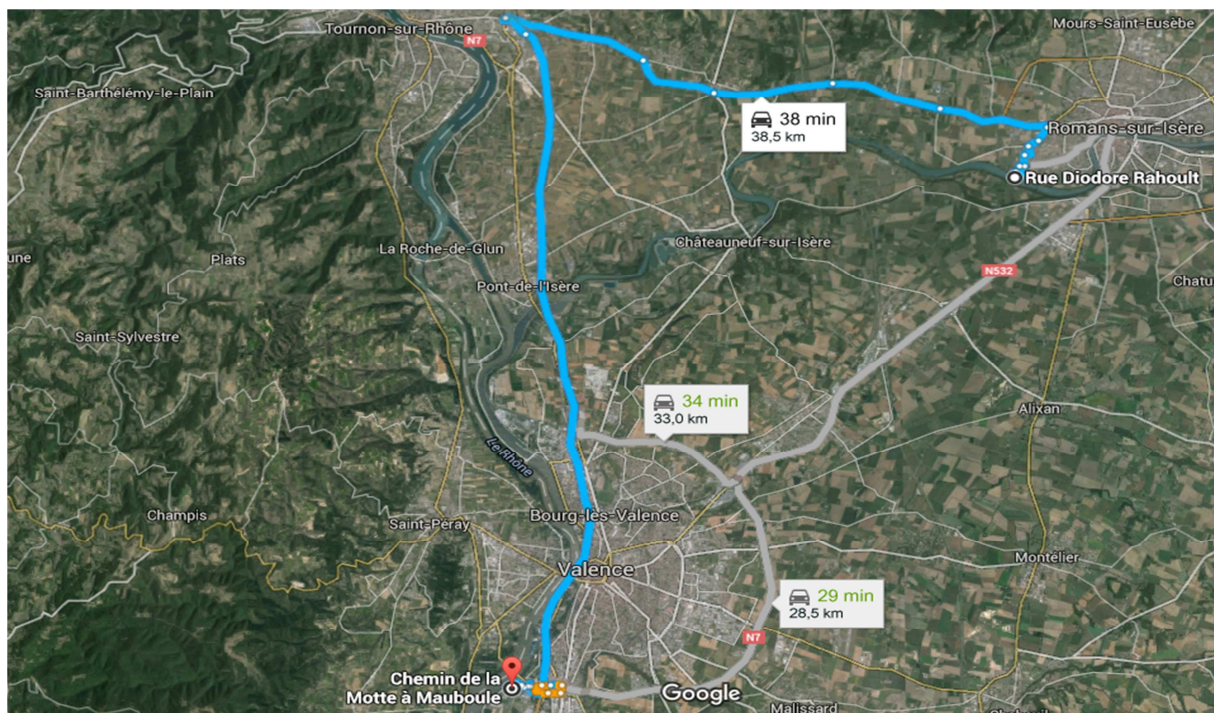 Tournon-sur-Rhône
N7
Mours-Saint-Eusèbe
Saint-Barthélemy-le-Plain
38 min
38,5 km
Romans-sur-Isère
Rue Diodore Rahoult
La Roche-de-Glun
Châteauneuf-sur-Isère
une
Plats
N532
Pont-de-l'Isère
Chatu
Saint-Sylvestre
34 min
33,0 km
Alixan
Le Rhône
Champis
Saint-Péray
Bourg-lès-Valence
Montélier
Valence
29 min
28,5 km
N7
Chemin de la
Motte à Mauboule
Google
Malissard